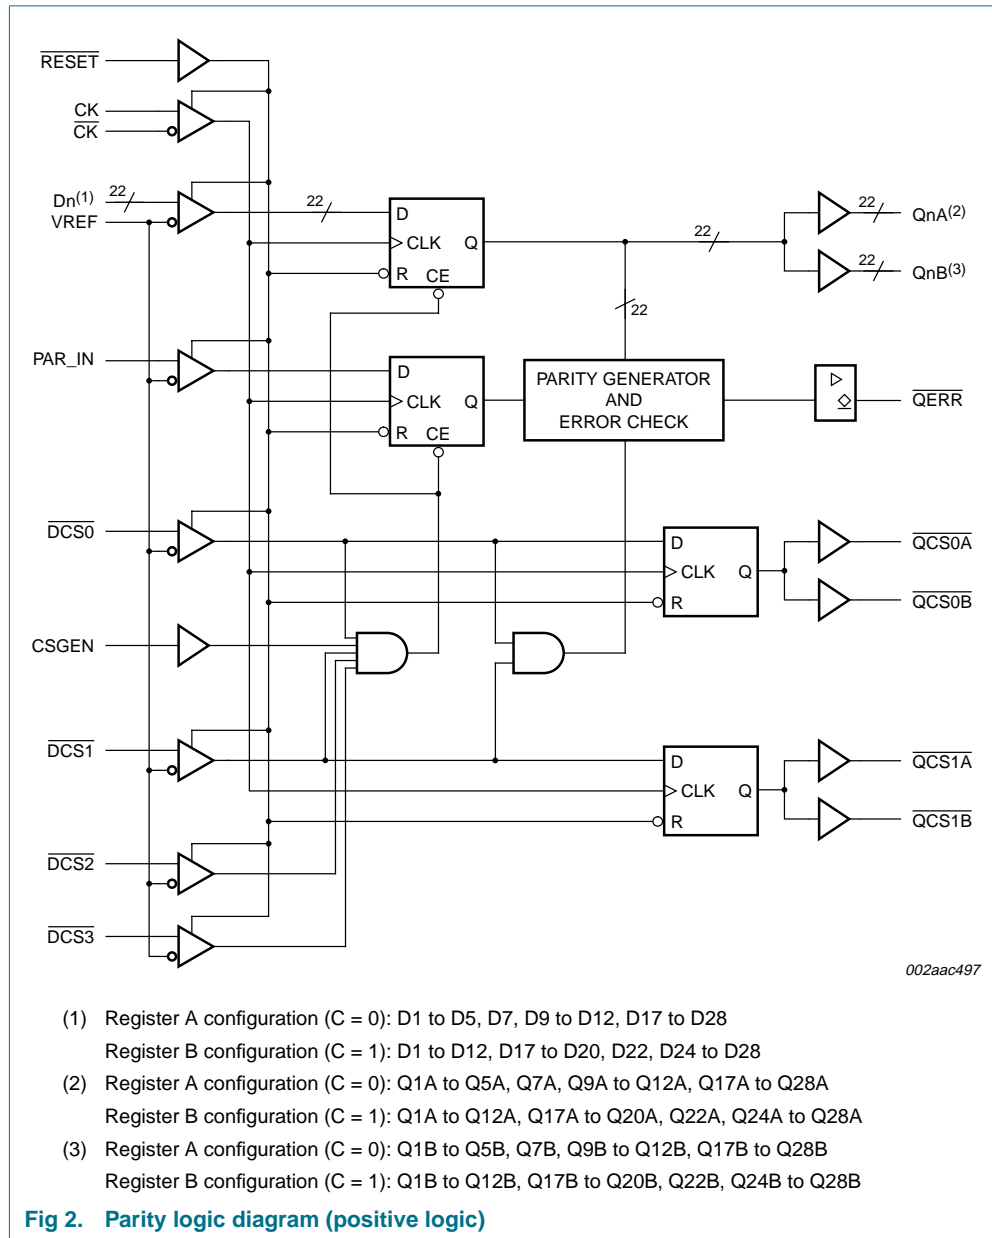 RESET
CK
CK
Dn(1) 22 22 D
VREF
CLK Q 22
R CE
22 QnA(2)
22 QnB(3)
22
PAR_IN D
CLK Q
R CE
PARITY GENERATOR
AND
ERROR CHECK
QERR
DCS0 D
CLK Q
R
QCS0A
QCS0B
CSGEN
DCS1 D
CLK Q
R
QCS1A
QCS1B
DCS2
DCS3
002aac497
(1) Register A configuration (C = 0): D1 to D5, D7, D9 to D12, D17 to D28
Register B configuration (C = 1): D1 to D12, D17 to D20, D22, D24 to D28
(2) Register A configuration (C = 0): Q1A to Q5A, Q7A, Q9A to Q12A, Q17A to Q28A
Register B configuration (C = 1): Q1A to Q12A, Q17A to Q20A, Q22A, Q24A to Q28A
(3) Register A configuration (C = 0): Q1B to Q5B, Q7B, Q9B to Q12B, Q17B to Q28B
Register B configuration (C = 1): Q1B to Q12B, Q17B to Q20B, Q22B, Q24B to Q28B
Fig 2. Parity logic diagram (positive logic)